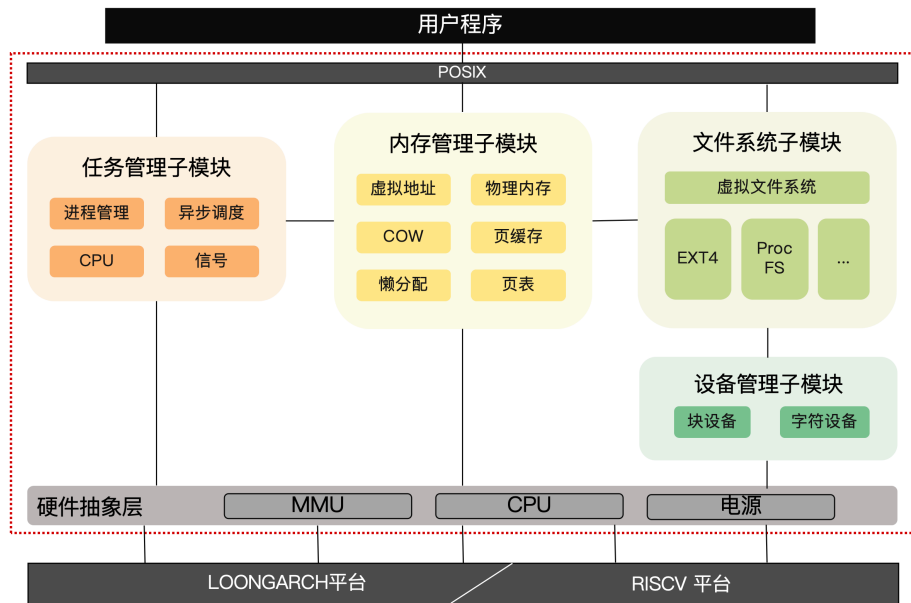 用户程序
POSIX
任务管理子模块
进程管理
异步调度
CPU
信号
内存管理子模块
虚拟地址
物理内存
COW
页缓存
懒分配
页表
文件系统子模块
虚拟文件系统
EXT4
Proc
FS
...
设备管理子模块
块设备
字符设备
硬件抽象层
MMU
CPU
电源
LOONGARCH平台
RISCV 平台